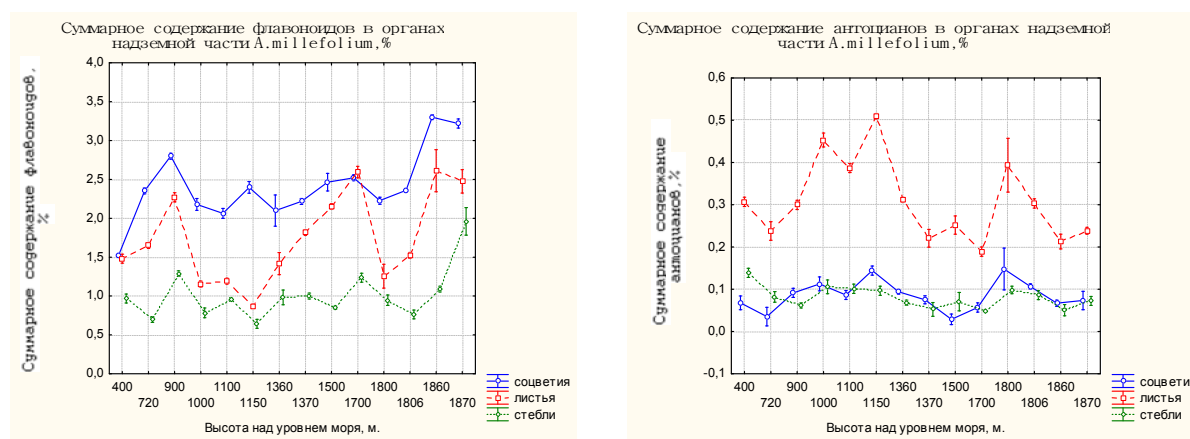 Суммарное содержание флавоноидов в органах
надземной части A.millefolium,%
Суммарное содержание флавоноидов,
%
4,0
3,5
3,0
2,5
2,0
1,5
1,0
0,5
0,0
400 900 1100 1360 1500 1800 1860
720 1000 1150 1370 1700 1806 1870
Высота над уровнем моря, м.
соцветия
листья
стебли
Суммарное содержание антоцианов в органах надземной
части A.millefolium,%
Суммарное содержание
антоцианов,%
0,6
0,5
0,4
0,3
0,2
0,1
0,0
-0,1
400 900 1100 1360 1500 1800 1860
720 1000 1150 1370 1700 1806 1870
Высота над уровнем моря, м.
соцвети
листья
стебли